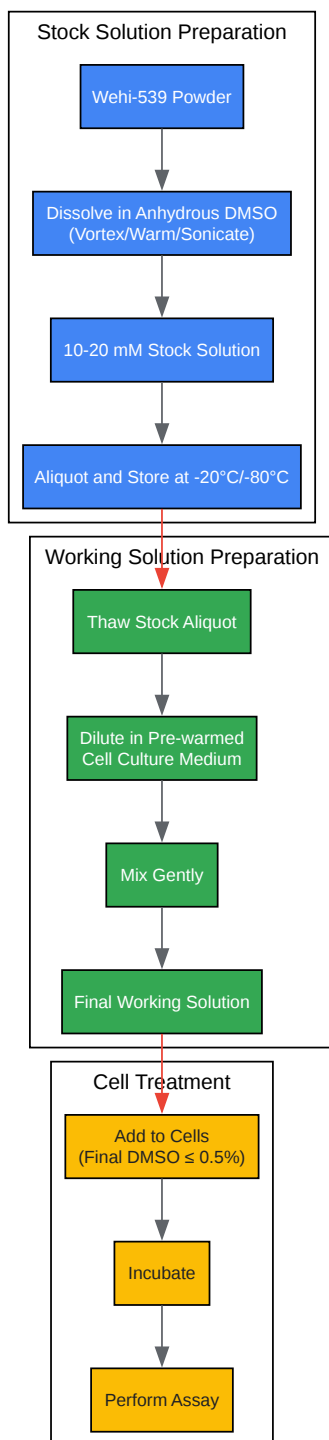 Stock Solution Preparation
Wehi-539 Powder
Dissolve in Anhydrous DMSO
(Vortex/Warm/Sonicate)
10-20 mM Stock Solution
Aliquot and Store at -20°C/-80°C
Working Solution Preparation
Thaw Stock Aliquot
Dilute in Pre-warmed
Cell Culture Medium
Mix Gently
Final Working Solution
Cell Treatment
Add to Cells
(Final DMSO ≤ 0.5%)
Incubate
Perform Assay